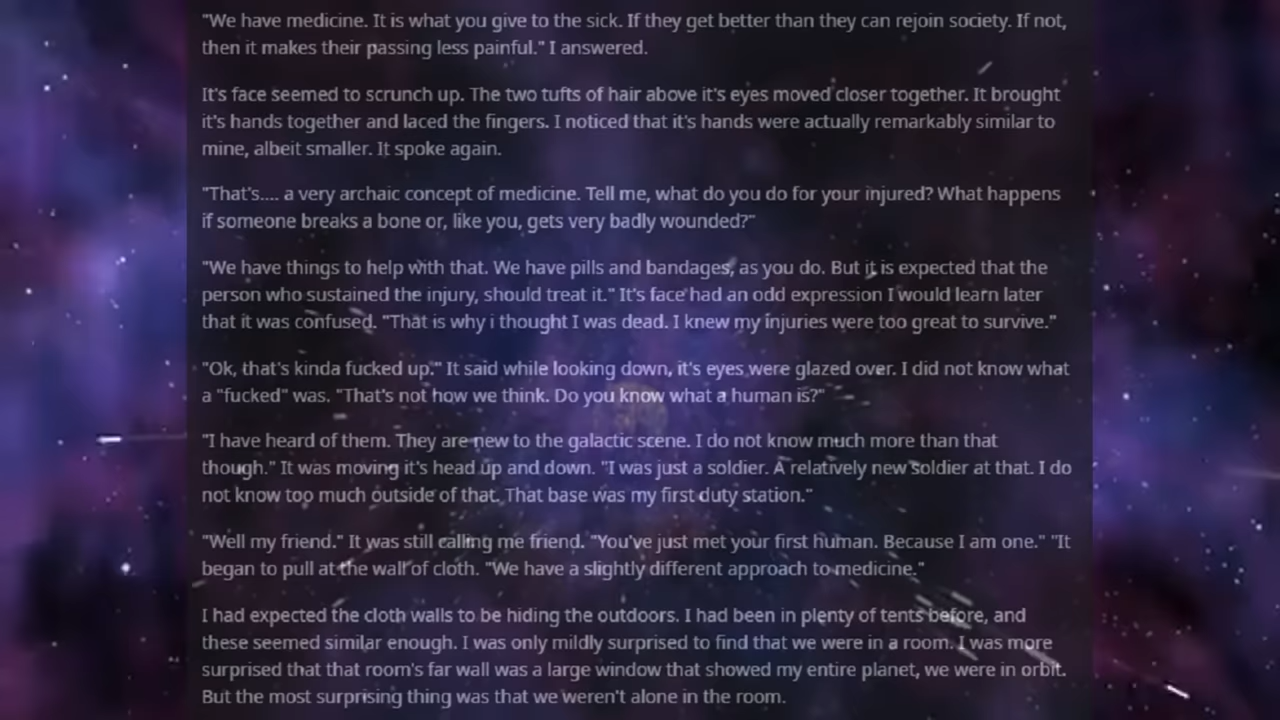 "We have medicine. It is what you give to the sick. If they get better than they can rejoin society. If not,
then it makes their passing less painful." I answered.
It's face seemed to scrunch up. The two tufts of hair above it's eyes moved closer together. It brought
it's hands together and laced the fingers. I noticed that it's hands were actually remarkably similar to
mine, albeit smaller. It spoke again.
"That's.... a very archaic concept of medicine. Tell me, what do you do for your injured? What happens
if someone breaks a bone or, like you, gets very badly wounded?"
"We have things to help with that. We have pills and bandages, as you do. But it is expected that the
person who sustained the injury, should treat it." It's face had an odd expression I would learn later
that it was confused. "That is why i thought I was dead. I knew my injuries were too great to survive."
"Ok, that's kinda fucked up." It said while looking down, it's eyes were glazed over. I did not know what
a "fucked" was. "That's not how we think. Do you know what a human is?"
"I have heard of them. They are new to the galactic scene. I do not know much more than that
though." It was moving it's head up and down. "I was just a soldier. A relatively new soldier at that. I do
not know too much outside of that. That base was my first duty station."
"Well my friend." It was still calling me friend. "You've just met your first human. Because I am one." "It
began to pull at the wall of cloth. "We have a slightly different approach to medicine."
I had expected the cloth walls to be hiding the outdoors. I had been in plenty of tents before, and
these seemed similar enough. I was only mildly surprised to find that we were in a room. I was more
surprised that that room's far wall was a large window that showed my entire planet, we were in orbit.
But the most surprising thing was that we weren't alone in the room.